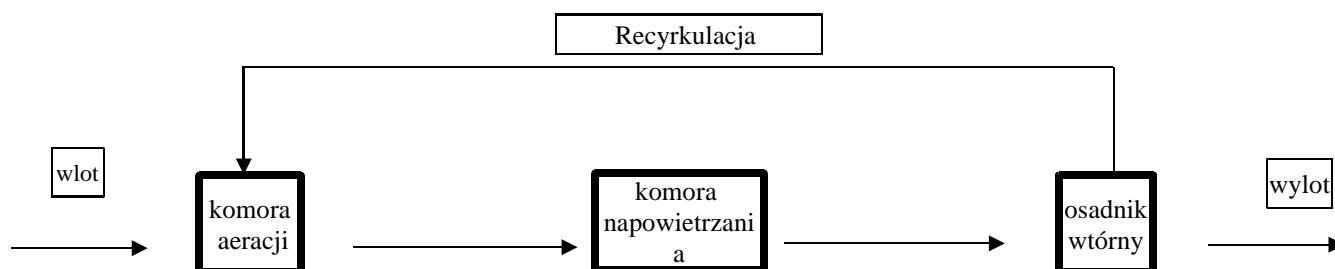 Recyrkulacja
wlot
komora
aeracji
komora
napowietrzani
a
osadnik
wtórny
wylot